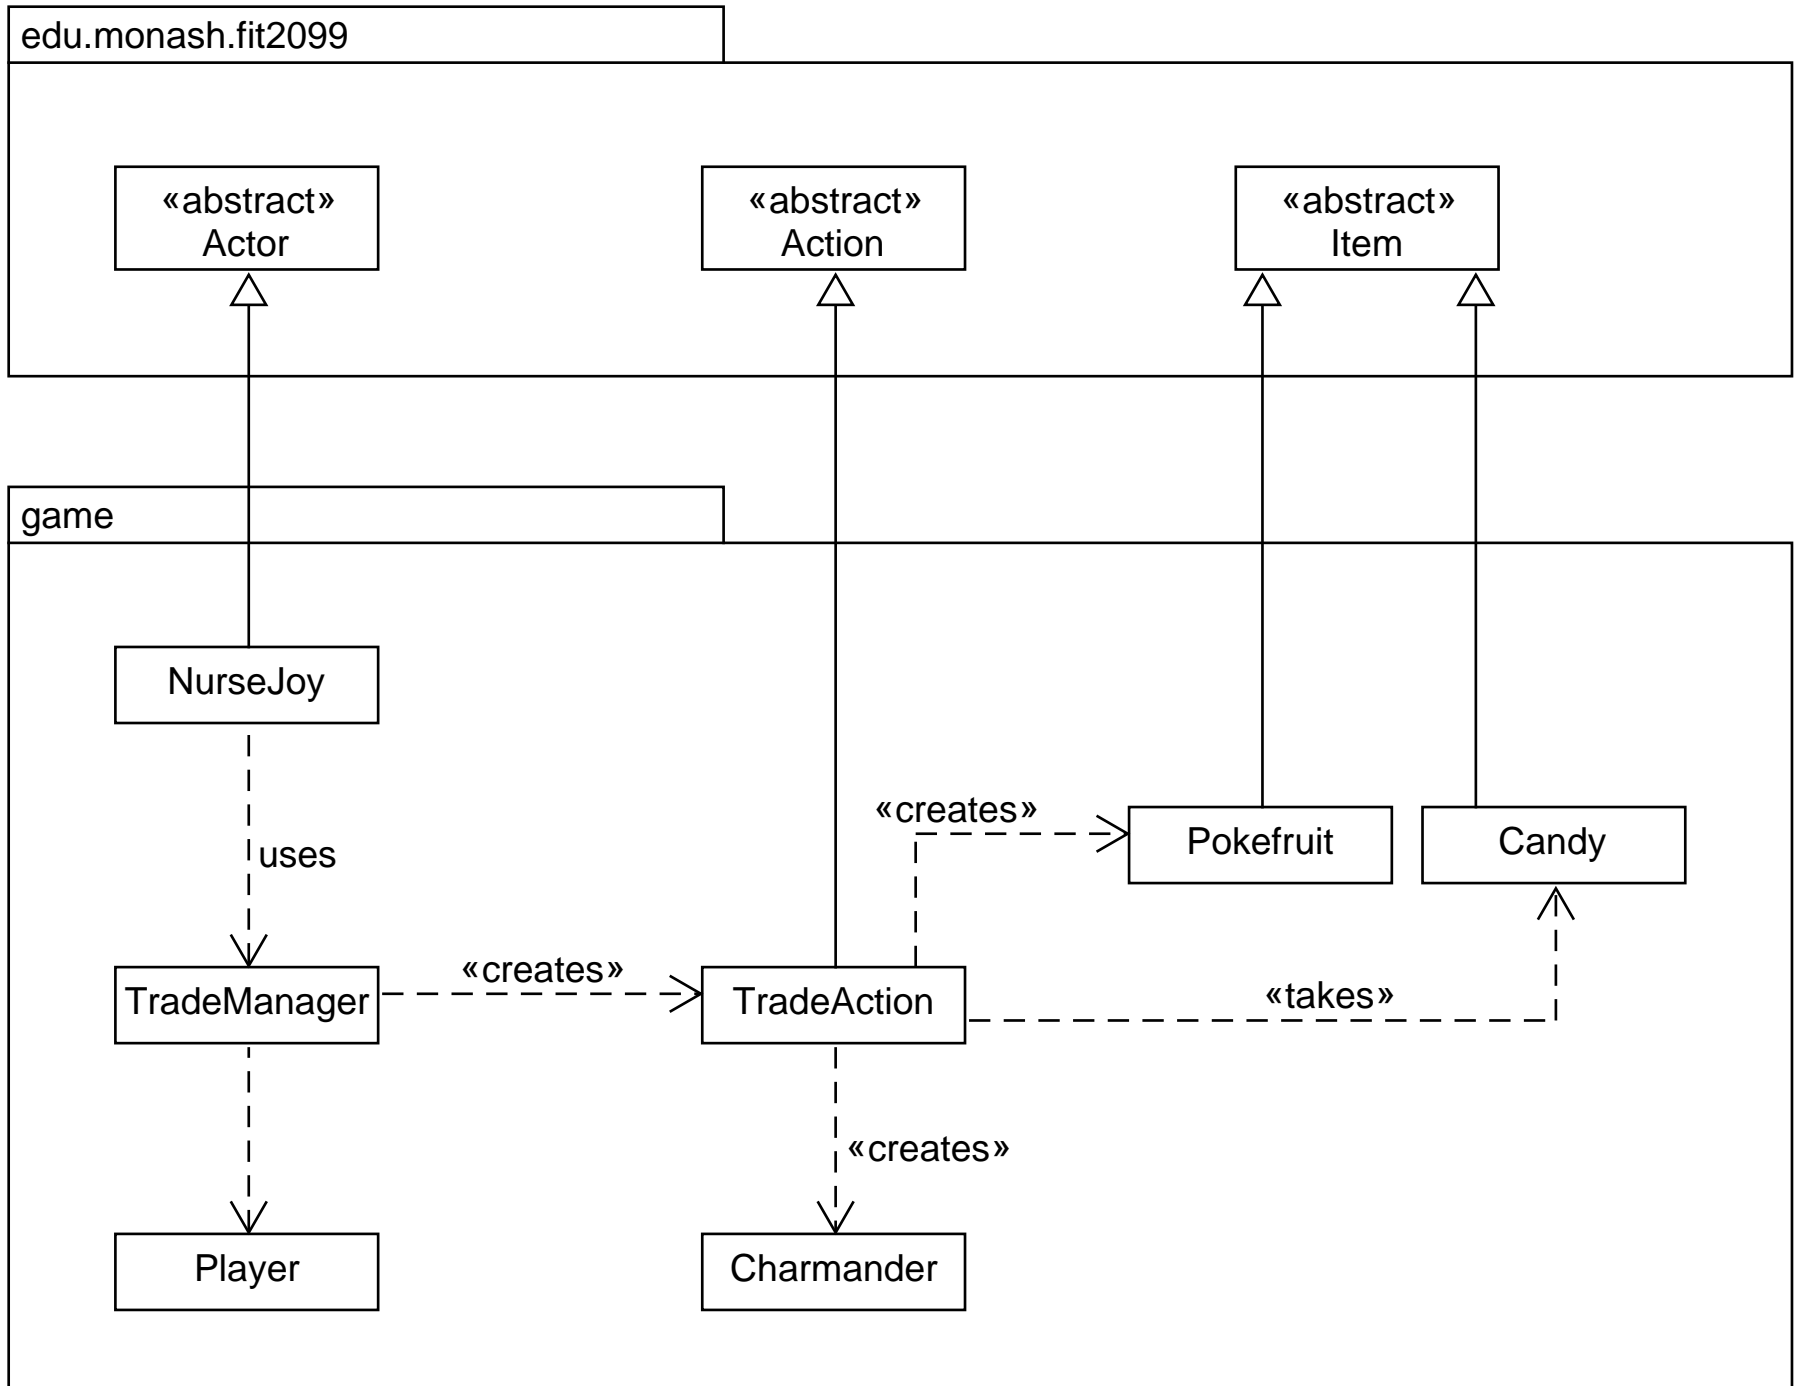 edu.monash.fit2099
«abstract»
Actor
«abstract»
Action
«abstract»
Item
game
NurseJoy
uses
«creates»
Pokefruit
Candy
TradeManager
«creates»
TradeAction
«takes»
«creates»
Player
Charmander